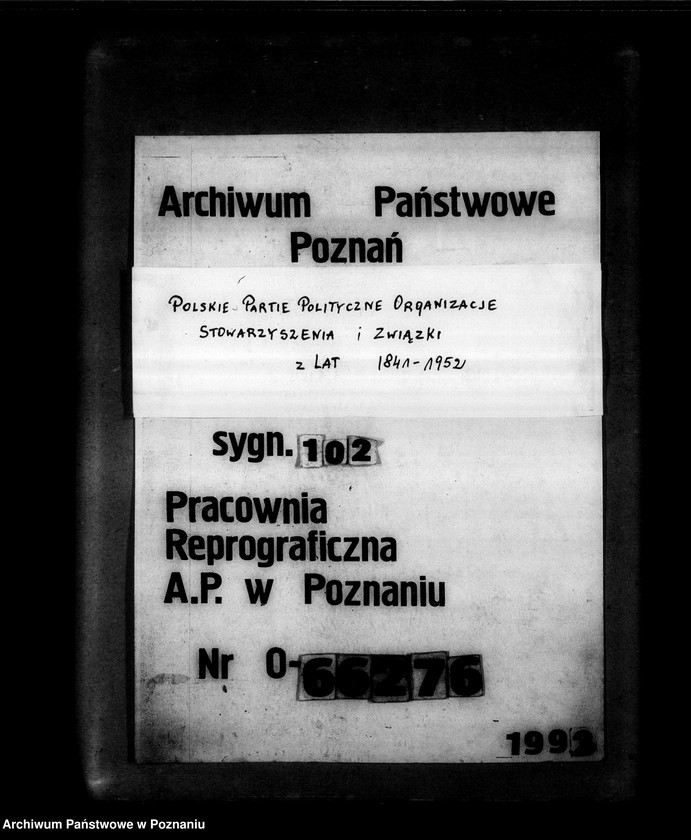 Archiwum Państwowe
Poznań
POLSKIE PARTIE POLITYCZNE ORGANIZACJE
STOWARZYSZENIA i ZWIĄZKI
z LAT 1841-1952
sygn. 102
Pracownia
Reprograficzna
A.P. w Poznaniu
Nr 0-66276
1993
Archiwum Państwowe w Poznaniu